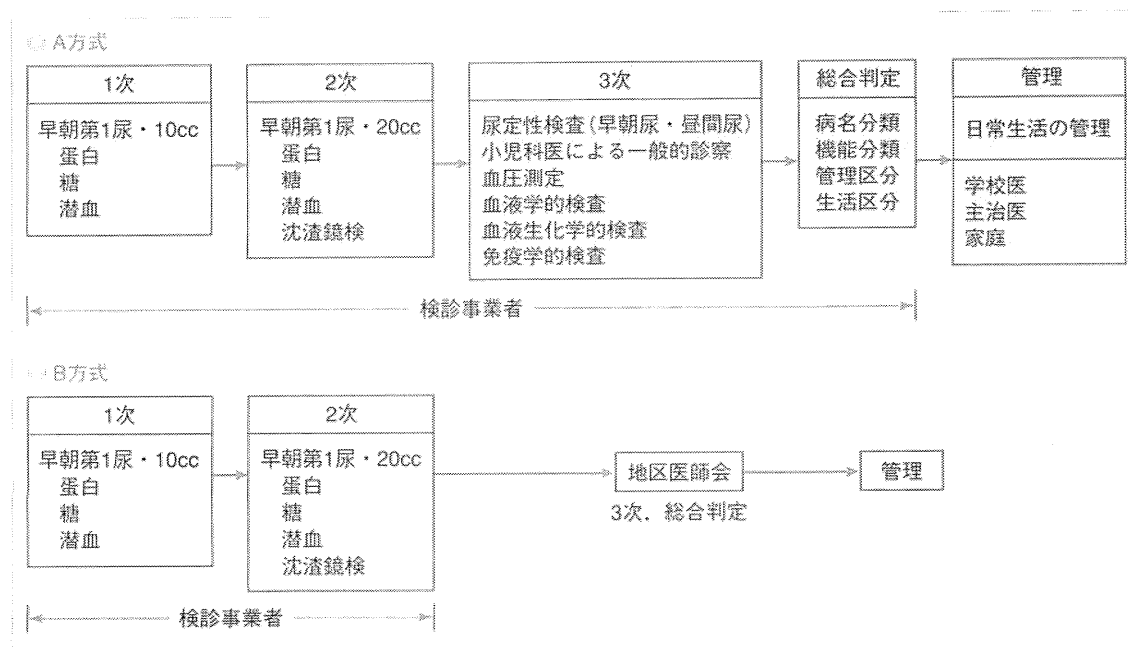 A方式
1次
早朝第1尿・10cc
蛋白
糖
潜血
2次
早朝第1尿・20cc
蛋白
糖
潜血
沈渣鏡検
3次
尿定性検査(早朝尿・昼間尿)
小児科医による一般的診察
血圧測定
血液学的検査
血液生化学的検査
免疫学的検査
総合判定
病名分類
機能分類
管理区分
生活区分
管理
日常生活の管理
学校医
主治医
家庭
検診事業者
B方式
1次
早朝第1尿・10cc
蛋白
糖
潜血
2次
早朝第1尿・20cc
蛋白
糖
潜血
沈渣鏡検
地区医師会
3次．総合判定
管理
検診事業者